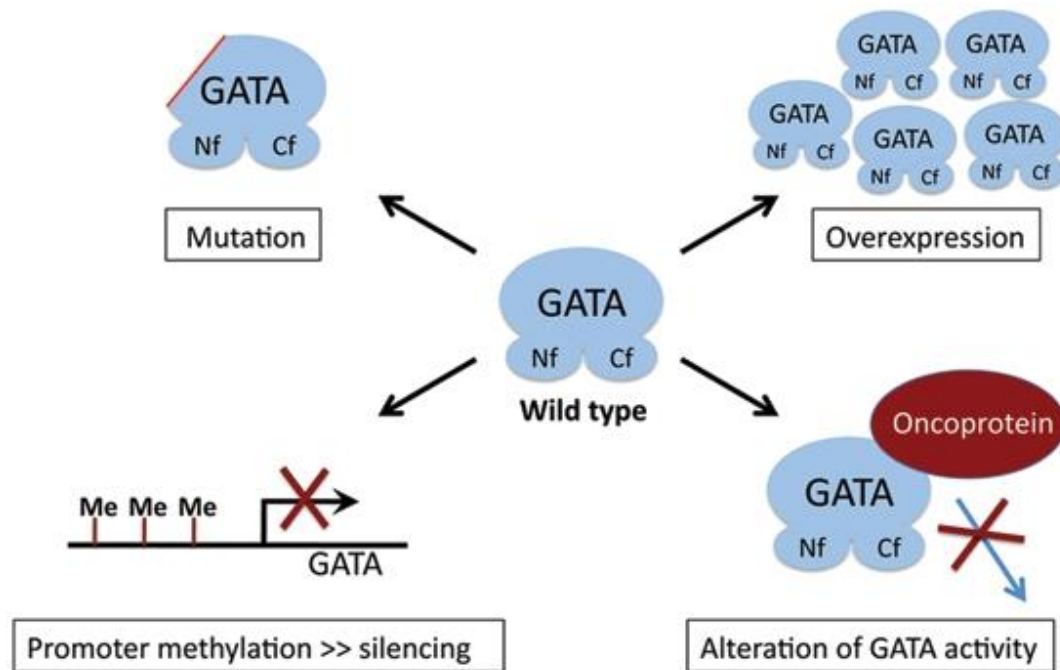 GATA
Nf Cf
Mutation
GATA
Nf Cf
GATA
Nf Cf
GATA
Nf Cf
GATA
Nf Cf
GATA
Nf Cf
Overexpression
GATA
Nf Cf
Wild type
Me Me Me
GATA
Promoter methylation >> silencing
Oncoprotein
GATA
Nf Cf
Alteration of GATA activity